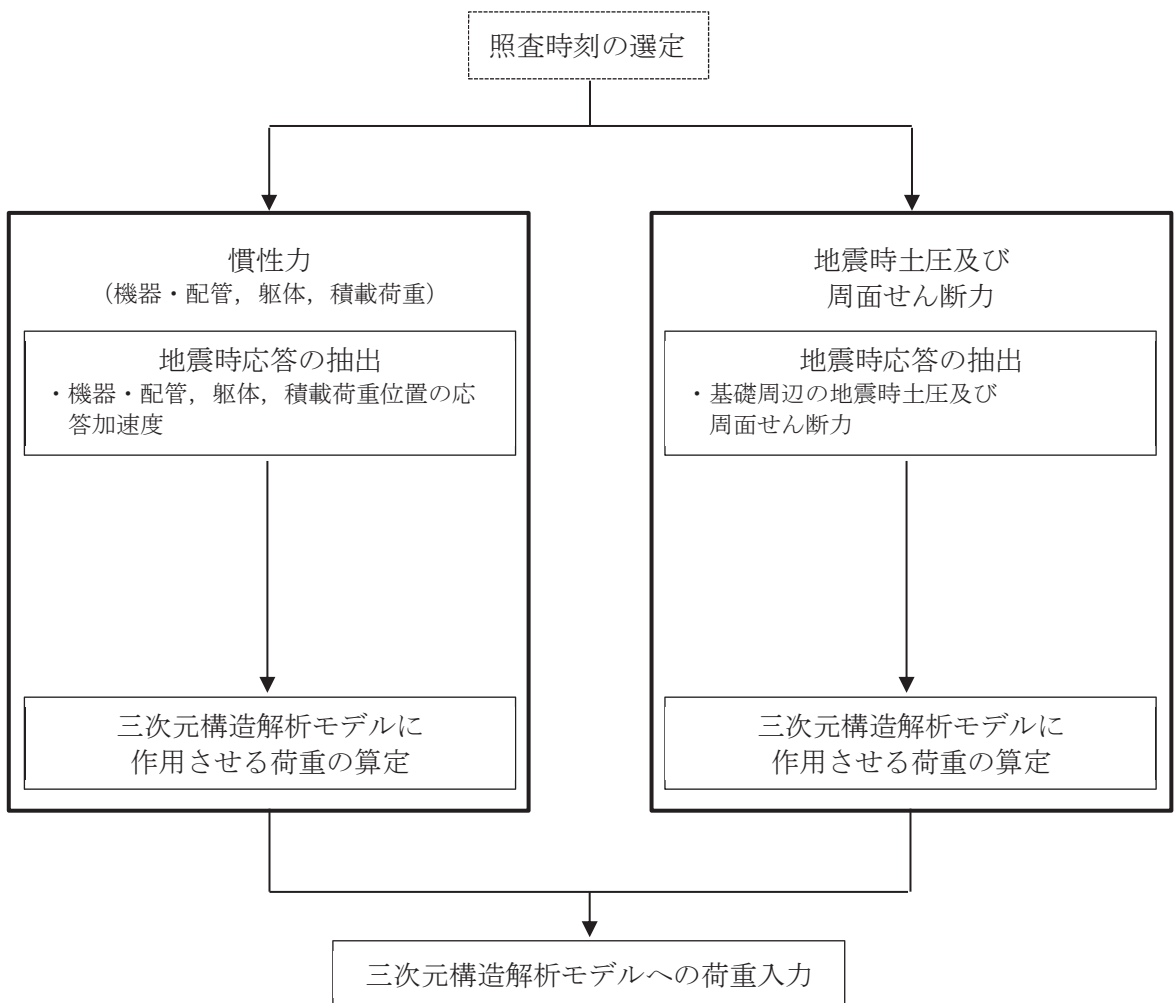 照査時刻の選定
慣性力
（機器・配管，躯体，積載荷重）
地震時応答の抽出
・機器・配管，躯体，積載荷重位置の応
答加速度
三次元構造解析モデルに
作用させる荷重の算定
地震時土圧及び
周面せん断力
地震時応答の抽出
・基礎周辺の地震時土圧及び
周面せん断力
三次元構造解析モデルに
作用させる荷重の算定
三次元構造解析モデルへの荷重入力